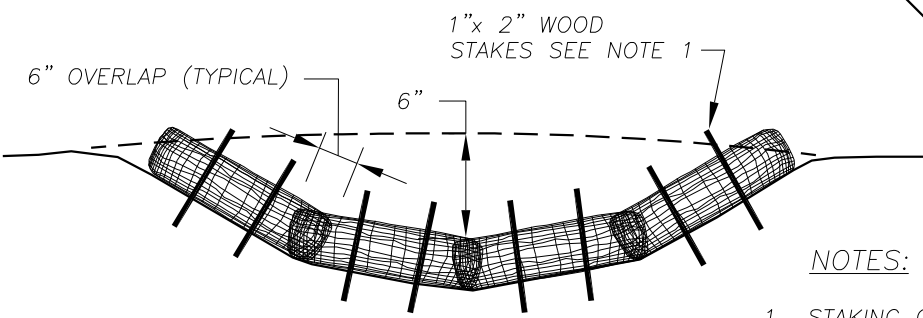 1”x 2” WOOD
STAKES SEE NOTE 1
6” OVERLAP (TYPICAL)
6”
NOTES:
1. STAKING